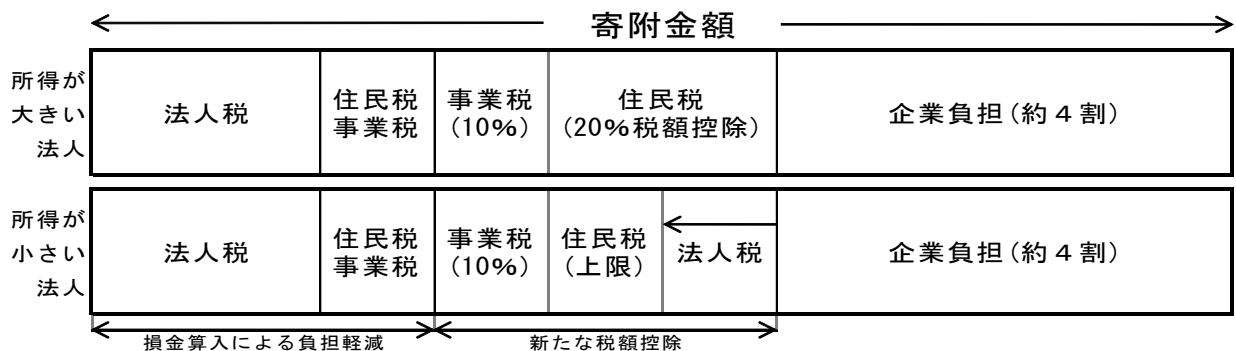 寄附金額
所得が
大きい
法人
法人税
住民税
事業税
事業税
(10%)
住民税
(20%税額控除)
企業負担(約４割)
所得が
小さい
法人
法人税
住民税
事業税
事業税
(10%)
住民税
(上限)
法人税
企業負担(約４割)
損金算入による負担軽減
新たな税額控除